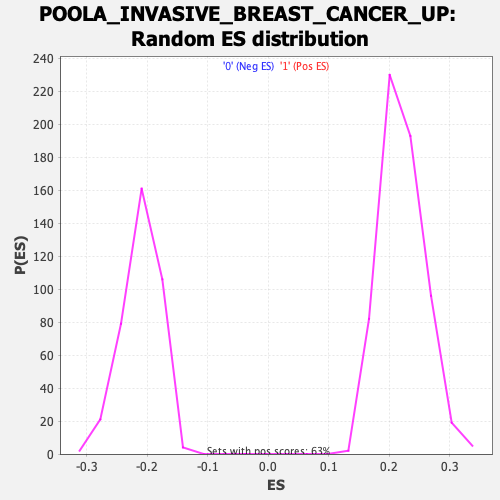 POOLA_INVASIVE_BREAST_CANCER_UP:
Random ES distribution
'0' (Neg ES) '1' (Pos ES)
240
220
200
180
160
140
120
100
80
60
40
20
0
P(ES)
Sets with pos scores: 63%
-0.3 -0.2 -0.1 0.0 0.1 0.2 0.3
ES